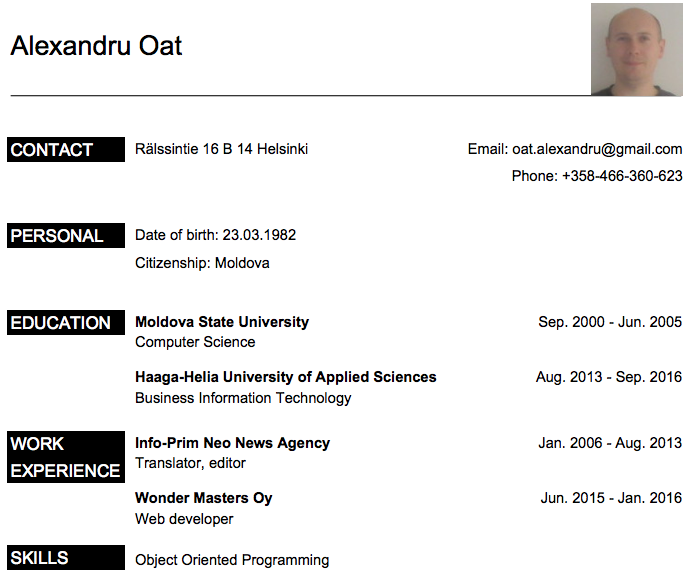 Alexandru Oat
CONTACT
Rälssintie 16 B 14 Helsinki
Email: oat.alexandru@gmail.com
Phone: +358-466-360-623
PERSONAL
Date of birth: 23.03.1982
Citizenship: Moldova
EDUCATION
Moldova State University
Sep. 2000 - Jun. 2005
Computer Science
Haaga-Helia University of Applied Sciences
Aug. 2013 - Sep. 2016
Business Information Technology
WORK
EXPERIENCE
Info-Prim Neo News Agency
Jan. 2006 - Aug. 2013
Translator, editor
Wonder Masters Oy
Jun. 2015 - Jan. 2016
Web developer
SKILLS
Object Oriented Programming